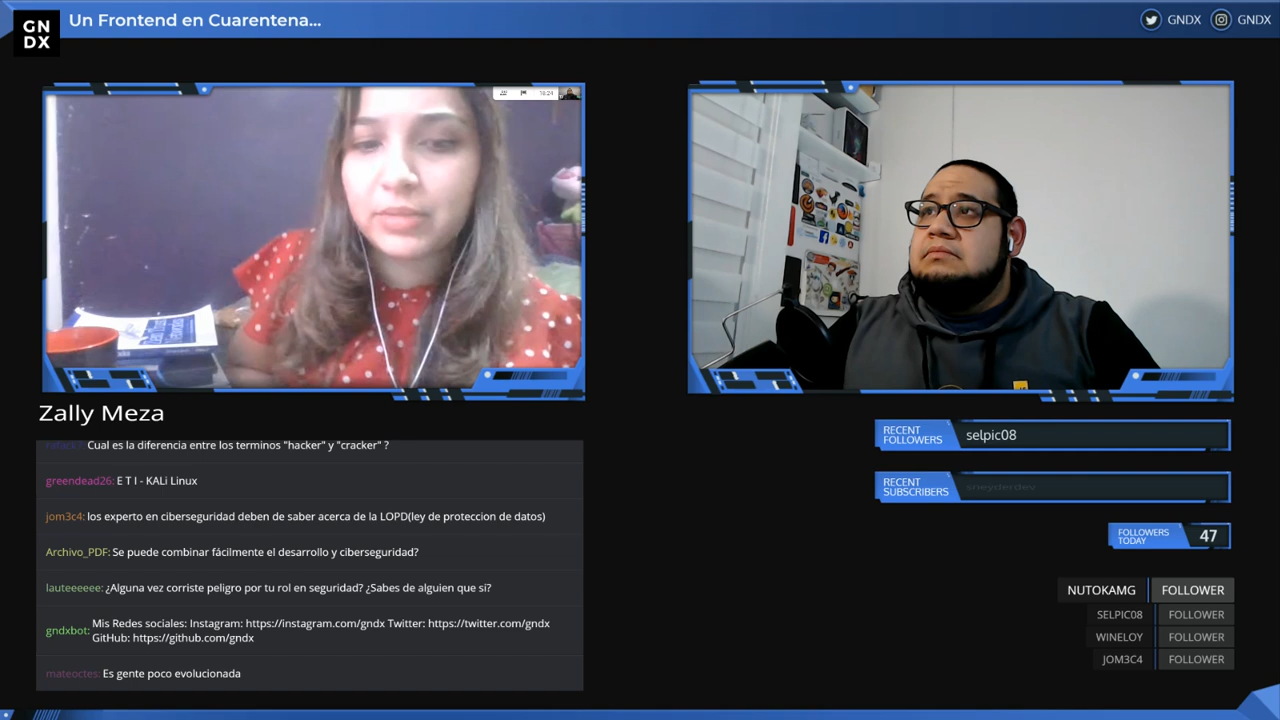 GN
DX
Un Frontend en Cuarentena...
GNDX
GNDX
18:24
Zally Meza
Cual es la diferencia entre los terminos "hacker" y "cracker" ?
greendead26: E T I - KALi Linux
jom3c4: los experto en ciberseguridad deben de saber acerca de la LOPD(ley de proteccion de datos)
Archivo_PDF: Se puede combinar fácilmente el desarrollo y ciberseguridad?
lauteeeeee: ¿Alguna vez corriste peligro por tu rol en seguridad? ¿Sabes de alguien que si?
gndxbot: Mis Redes sociales: Instagram: https://instagram.com/gndx Twitter: https://twitter.com/gndx
GitHub: https://github.com/gndx
mateoctes: Es gente poco evolucionada
RECENT
FOLLOWERS
selpic08
RECENT
SUBSCRIBERS
FOLLOWERS
TODAY
47
NUTOKAMG FOLLOWER
SELPIC08 FOLLOWER
WINELOY FOLLOWER
JOM3C4 FOLLOWER